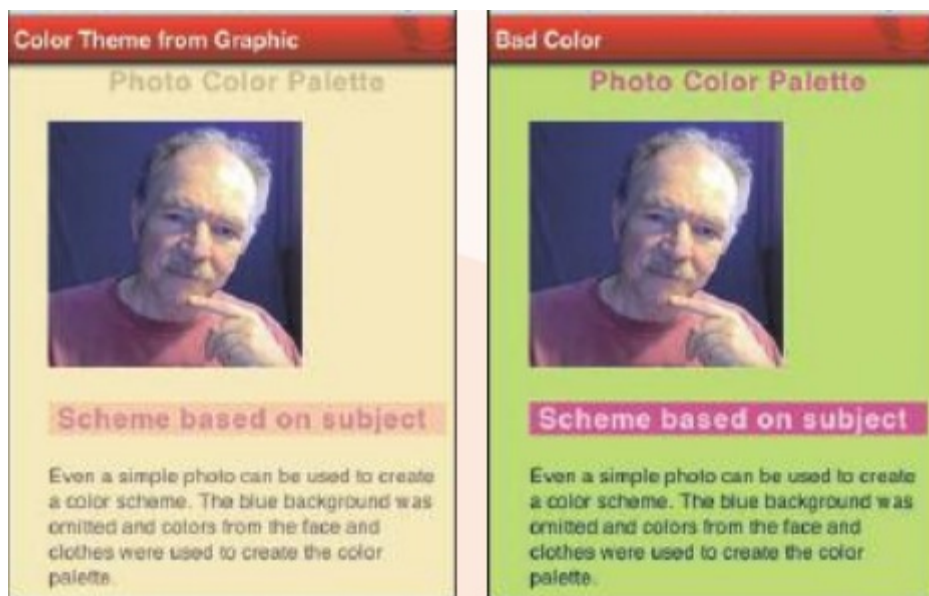 Color Theme from Graphic
Photo Color Palette
Scheme based on subject
Even a simple photo can be used to create
a color scheme. The blue background was
omitted and colors from the face and
clothes were used to create the color
palette.
Bad Color
Photo Color Palette
Scheme based on subject
Even a simple photo can be used to create
a color scheme. The blue background was
omitted and colors from the face and
clothes were used to create the color
palette.